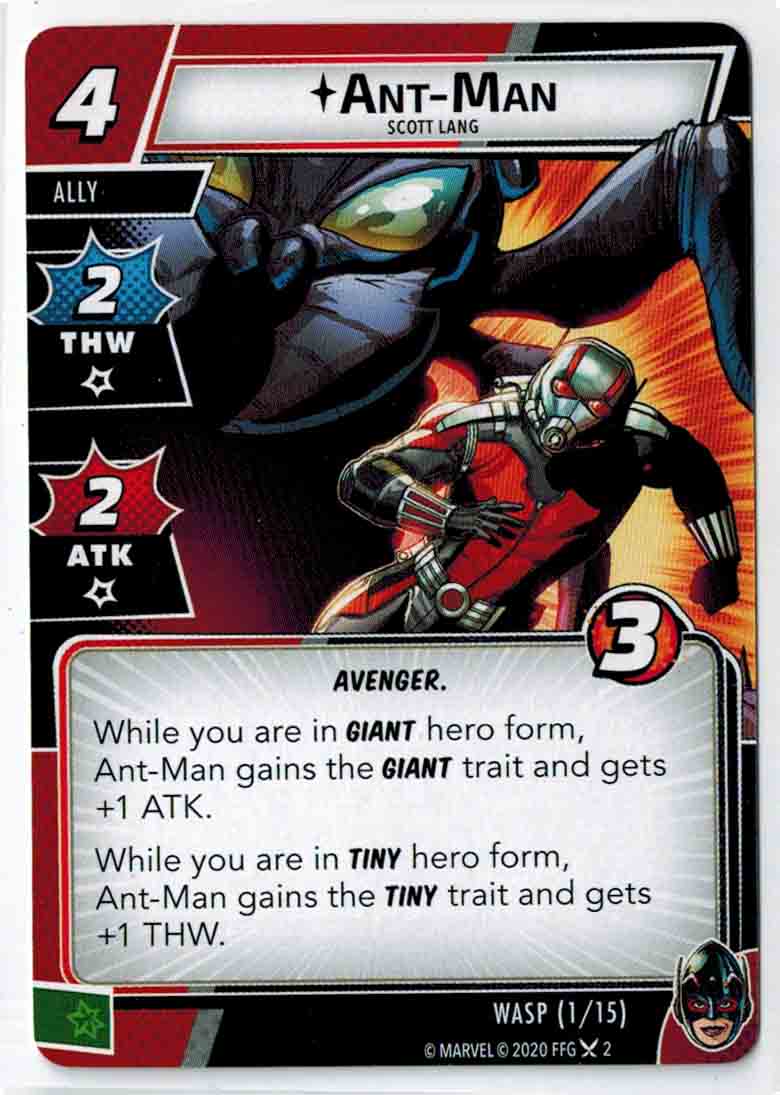 4
ANT-MAN
SCOTT LANG
ALLY
2
THW
2
ATK
3
AVENGER.
While you are in GIANT hero form,
Ant-Man gains the GIANT trait and gets
+1 ATK.
While you are in TINY hero form,
Ant-Man gains the TINY trait and gets
+1 THW.
WASP (1/15)
© MARVEL © 2020 FFG 2